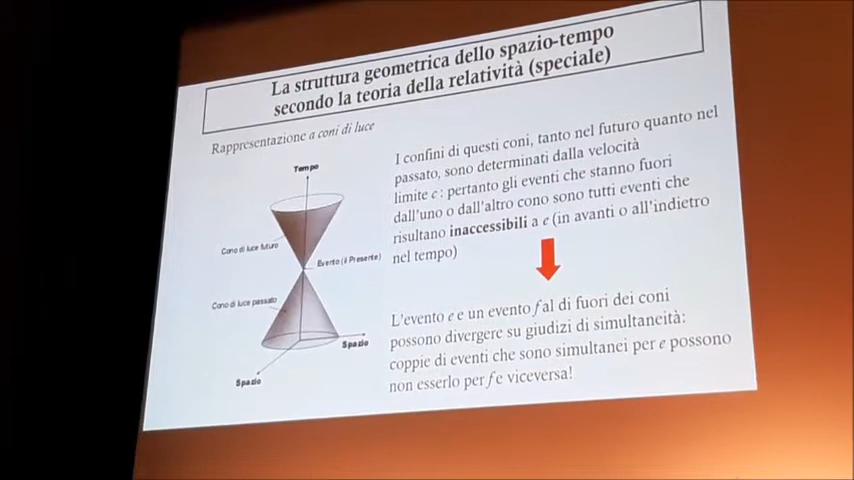 La struttura geometrica dello spazio-tempo
secondo la teoria della relatività (speciale)
Rappresentazione a coni di luce
Tempo
Cono di luce futuro
Evento (il Presente)
Cono di luce passato
Spazio
Spazio
I confini di questi coni, tanto nel futuro quanto nel
passato, sono determinati dalla velocità
limite c : pertanto gli eventi che stanno fuori
dall'uno o dall'altro cono sono tutti eventi che
risultano inaccessibili a e (in avanti o all'indietro
nel tempo)
L'evento e e un evento f al di fuori dei coni
possono divergere su giudizi di simultaneità:
coppie di eventi che sono simultanei per e possono
non esserlo per f e viceversa!